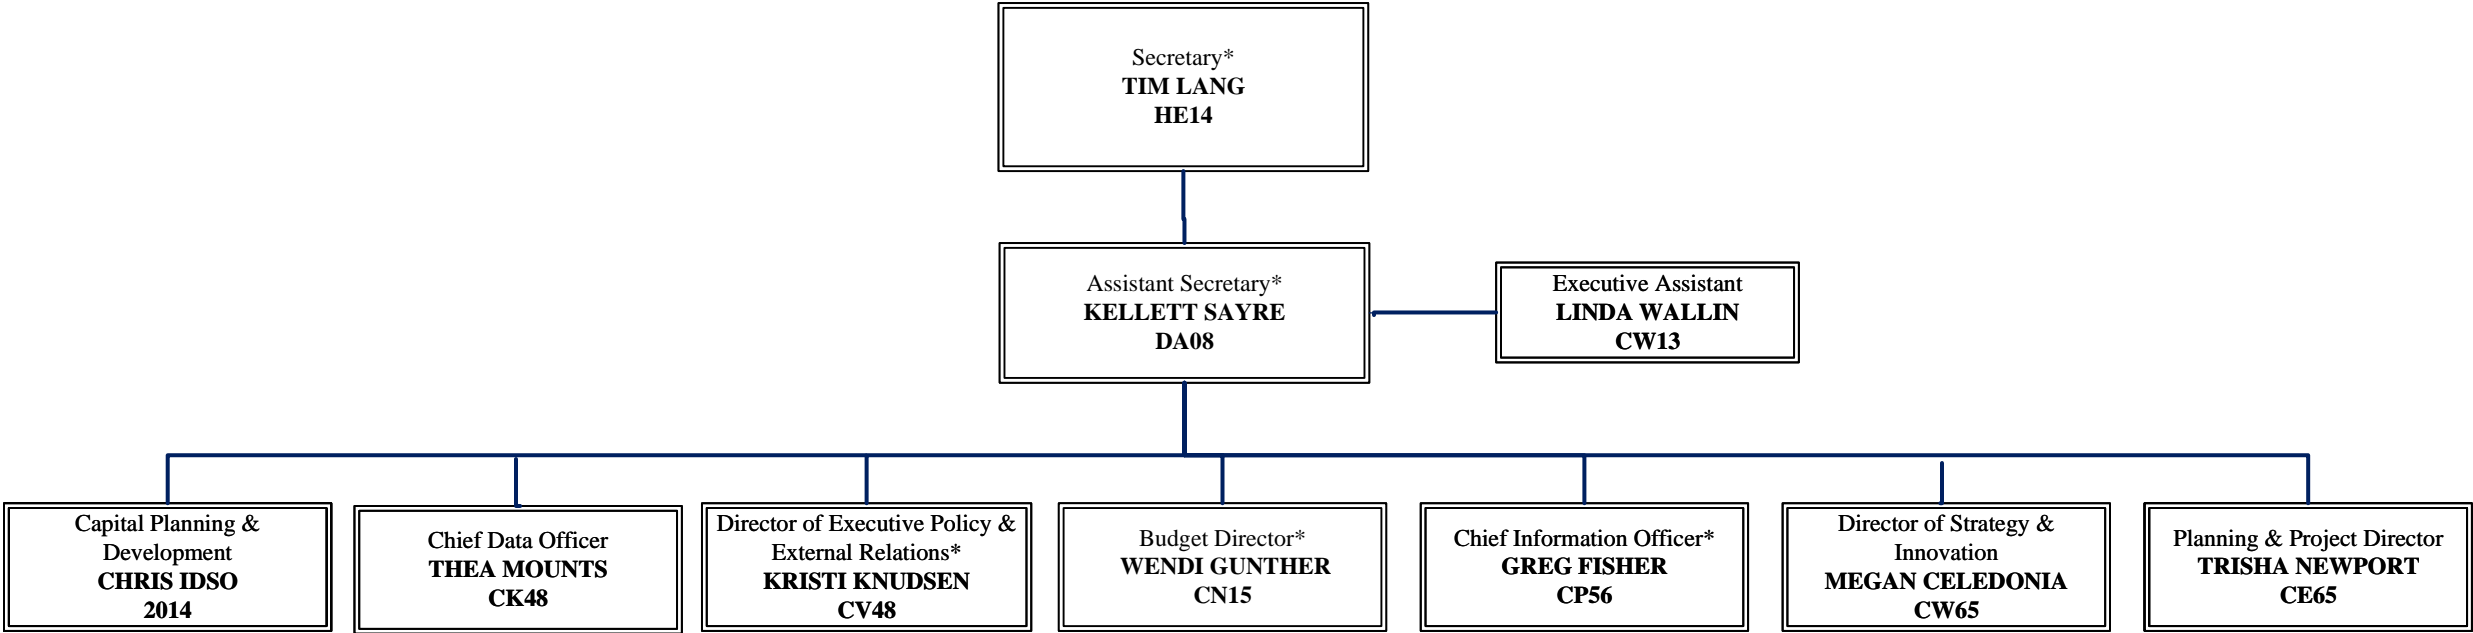 Secretary*
TIM LANG
HE14
Assistant Secretary*
KELLETT SAYRE
DA08
Executive Assistant
LINDA WALLIN
CW13
Capital Planning &
Development
CHRIS IDSO
2014
Chief Data Officer
THEA MOUNTS
CK48
Director of Executive Policy &
External Relations*
KRISTI KNUDSEN
CV48
Budget Director*
WENDI GUNTHER
CN15
Chief Information Officer*
GREG FISHER
CP56
Director of Strategy &
Innovation
MEGAN CELEDONIA
CW65
Planning & Project Director
TRISHA NEWPORT
CE65